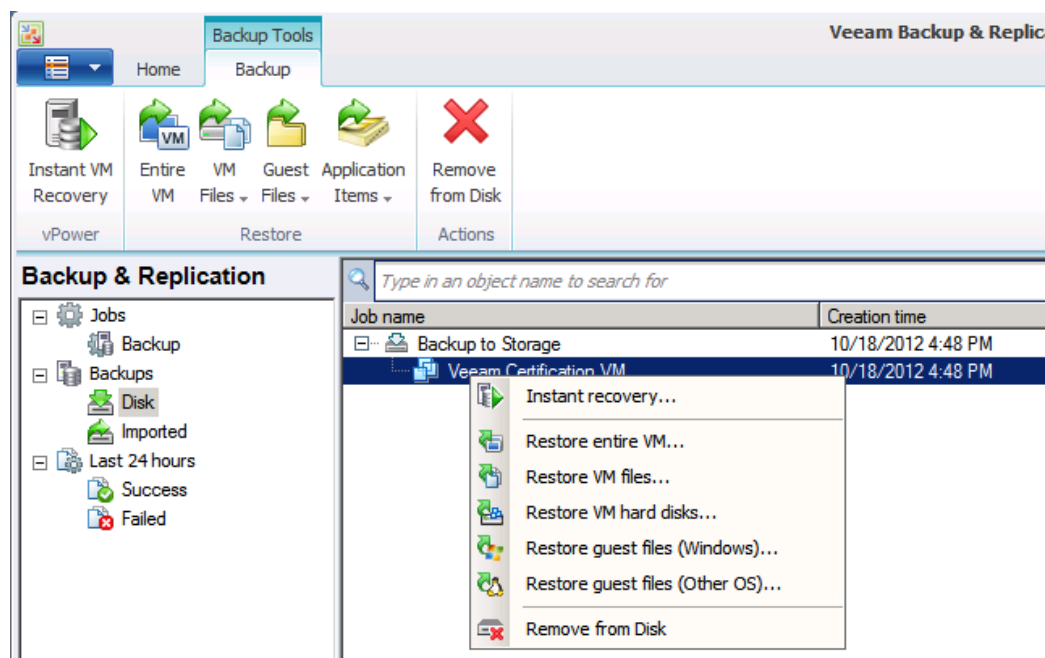 Backup Tools
Veeam Backup & Replica
Home
Backup
Instant VM
Recovery
Entire
VM
VM
Files
Guest
Files
Application
Items
Remove
from Disk
vPower
Restore
Actions
Backup & Replication
Type in an object name to search for
Jobs
Backup
Backups
Disk
Imported
Last 24 hours
Success
Failed
Job name
Creation time
Backup to Storage
10/18/2012 4:48 PM
Veeam Certification VM
10/18/2012 4:48 PM
Instant recovery...
Restore entire VM...
Restore VM files...
Restore VM hard disks...
Restore guest files (Windows)...
Restore guest files (Other OS)...
Remove from Disk